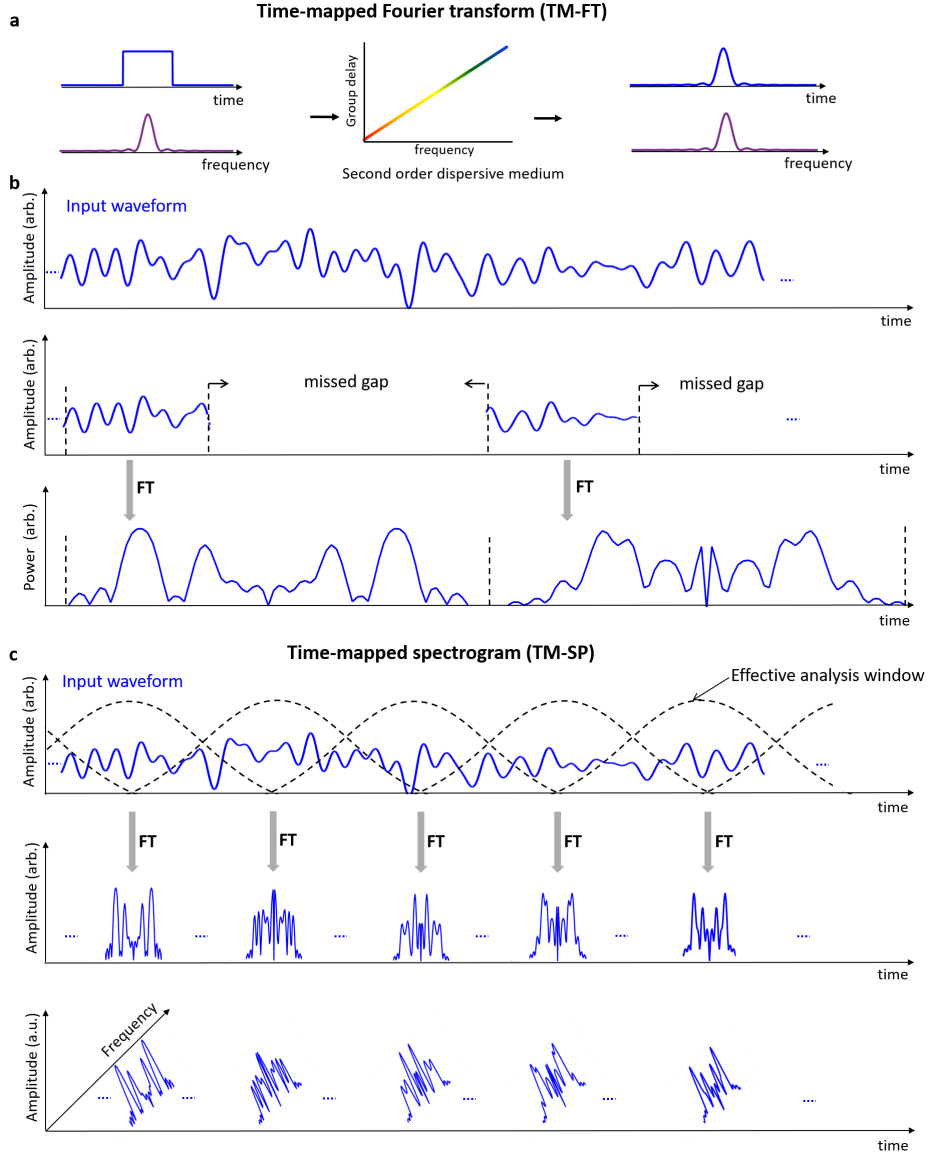 Time-mapped Fourier transform (TM-FT)
a
time
frequency
Group delay
frequency
Second order dispersive medium
time
frequency
b
Input waveform
Amplitude (arb.)
time
Amplitude (arb.)
missed gap
missed gap
time
FT
FT
Power (arb.)
time
c
Time-mapped spectrogram (TM-SP)
Input waveform
Effective analysis window
Amplitude (arb.)
time
FT
FT
FT
FT
FT
Amplitude (arb.)
time
Frequency
Amplitude (a.u.)
time